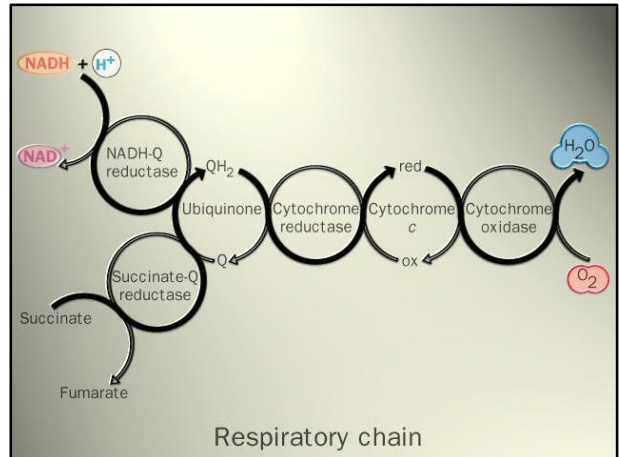 NADH + H⁺
NAD⁺
NADH-Q
reductase
QH₂
Ubiquinone
Q
Succinate-Q
reductase
Succinate
Fumarate
Cytochrome
reductase
red
Cytochrome
c
ox
Cytochrome
oxidase
H₂O
O₂
Respiratory chain